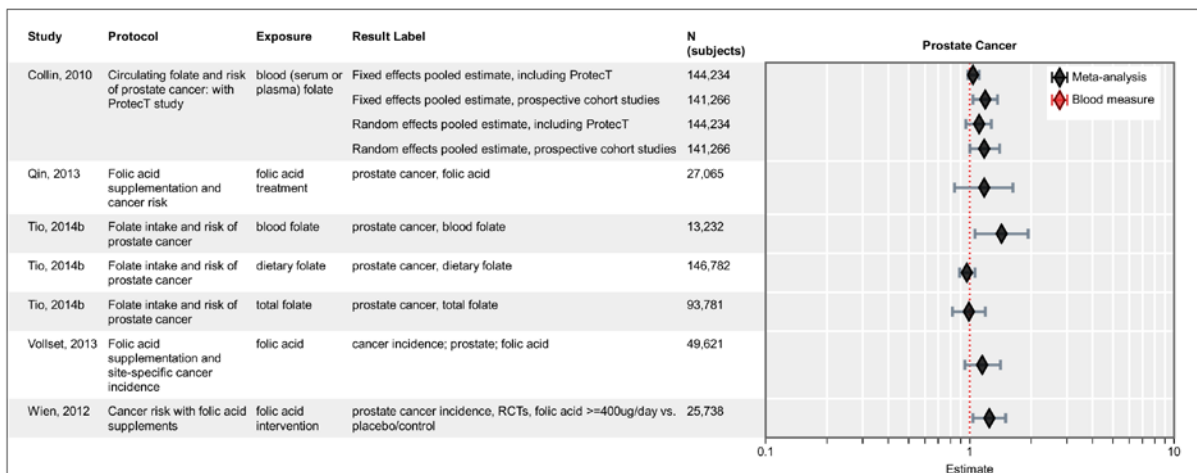 Study Protocol Exposure Result Label N (subjects)
Prostate Cancer
Collin, 2010 Circulating folate and risk of prostate cancer: with ProtecT study blood (serum or plasma) folate Fixed effects pooled estimate, including ProtecT 144,234
Fixed effects pooled estimate, prospective cohort studies 141,266
Random effects pooled estimate, including ProtecT 144,234
Random effects pooled estimate, prospective cohort studies 141,266
Qin, 2013 Folic acid supplementation and cancer risk folic acid treatment prostate cancer, folic acid 27,065
Tio, 2014b Folate intake and risk of prostate cancer blood folate prostate cancer, blood folate 13,232
Tio, 2014b Folate intake and risk of prostate cancer dietary folate prostate cancer, dietary folate 146,782
Tio, 2014b Folate intake and risk of prostate cancer total folate prostate cancer, total folate 93,781
Vollset, 2013 Folic acid supplementation and site-specific cancer incidence folic acid cancer incidence; prostate; folic acid 49,621
Wien, 2012 Cancer risk with folic acid supplements folic acid intervention prostate cancer incidence, RCTs, folic acid >=400ug/day vs. placebo/control 25,738
Meta-analysis
Blood measure
0.1 1 10
Estimate